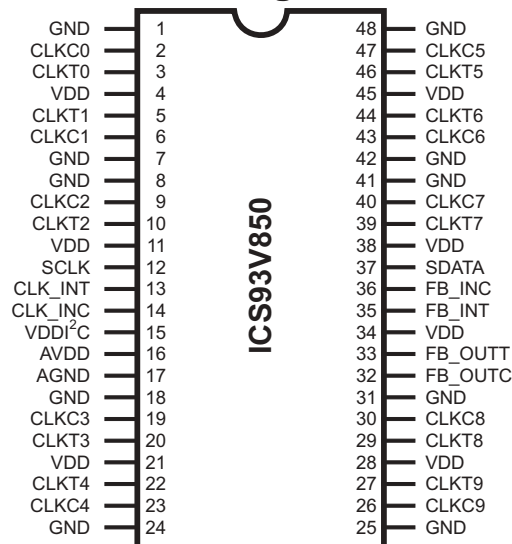 GND 1 48 GND
CLKC0 2 47 CLKC5
CLKT0 3 46 CLKT5
VDD 4 45 VDD
CLKT1 5 44 CLKT6
CLKC1 6 43 CLKC6
GND 7 42 GND
GND 8 41 GND
CLKC2 9 40 CLKC7
CLKT2 10 39 CLKT7
VDD 11 38 VDD
SCLK 12 37 SDATA
CLK_INT 13 36 FB_INC
CLK_INC 14 35 FB_INT
VDDI²C 15 34 VDD
AVDD 16 33 FB_OUTT
AGND 17 32 FB_OUTC
GND 18 31 GND
CLKC3 19 30 CLKC8
CLKT3 20 29 CLKT8
VDD 21 28 VDD
CLKT4 22 27 CLKT9
CLKC4 23 26 CLKC9
GND 24 25 GND
ICS93V850